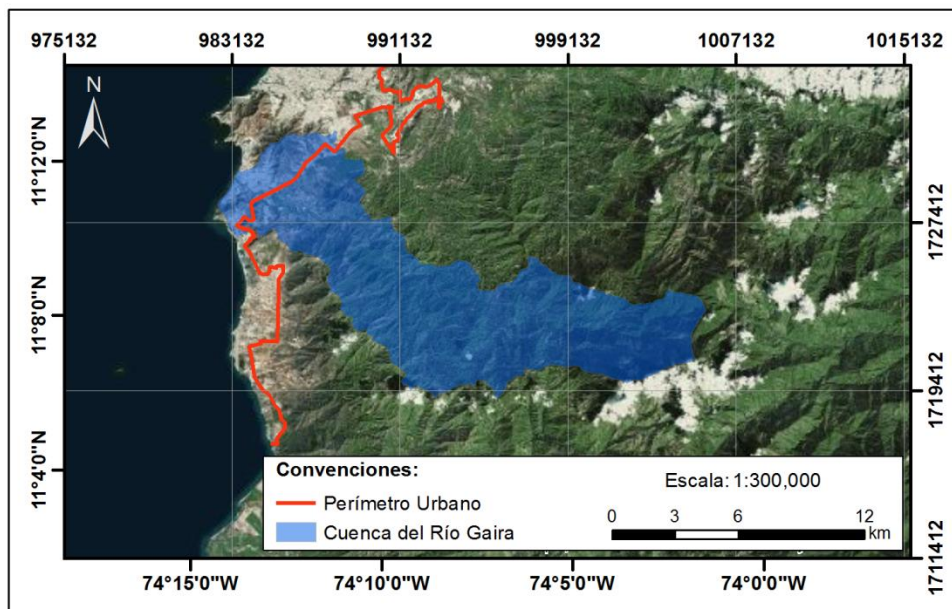 975132 983132 991132 999132 1007132 1015132
N
11°12'0"N
1727412
11°8'0"N
1719412
11°4'0"N
1711412
Convenciones:
Perímetro Urbano
Cuenca del Río Gaira
Escala: 1:300,000
0 3 6 12
km
74°15'0"W 74°10'0"W 74°5'0"W 74°0'0"W